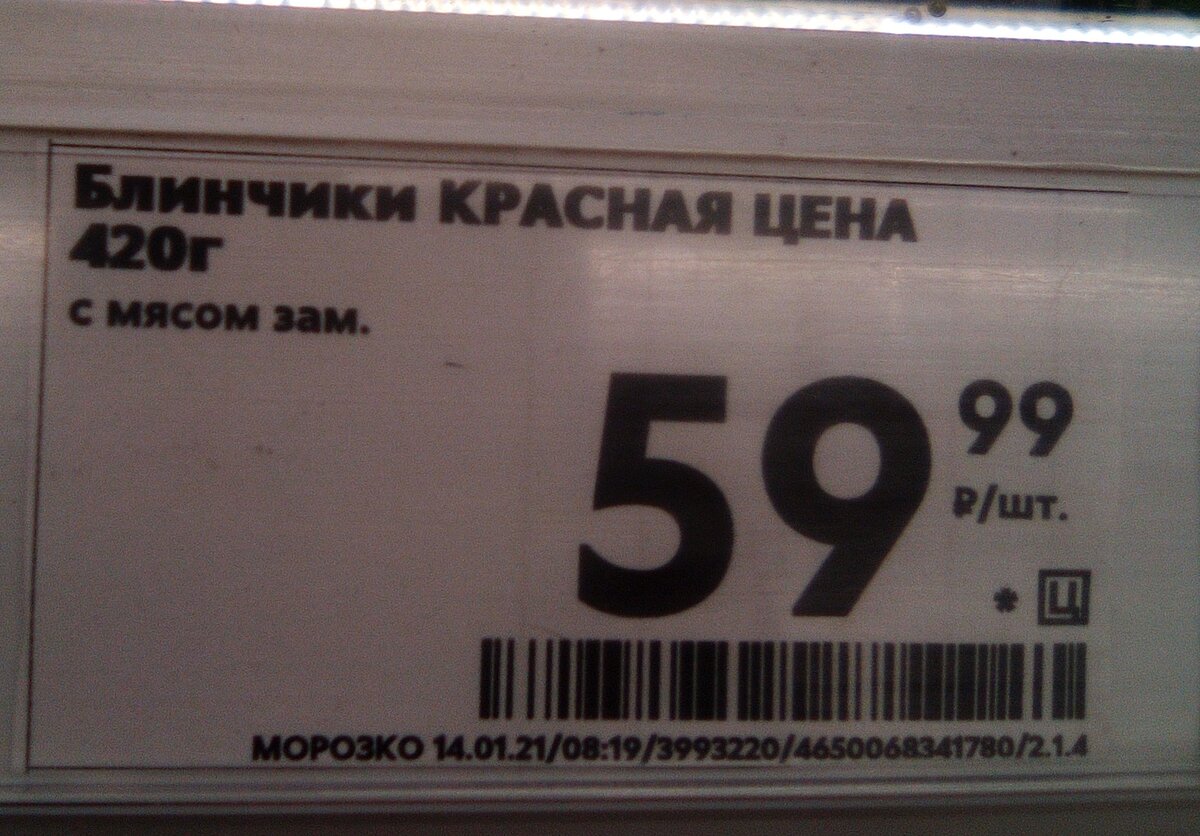 Блинчики КРАСНАЯ ЦЕНА
420г
с мясом зам.
59 99
₽/шт.
* Ц
МОРОЗКО 14.01.21/08:19/3993220/4650068341780/2.1.4